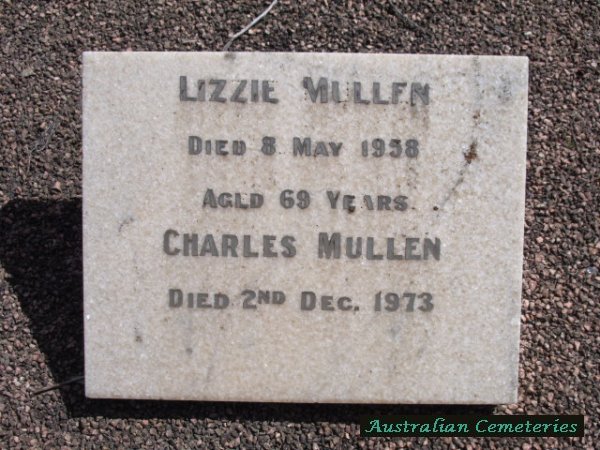 LIZZIE MULLEN
DIED 8 MAY 1958
AGED 69 YEARS.
CHARLES MULLEN
DIED 2ND DEC. 1973
Australian Cemeteries